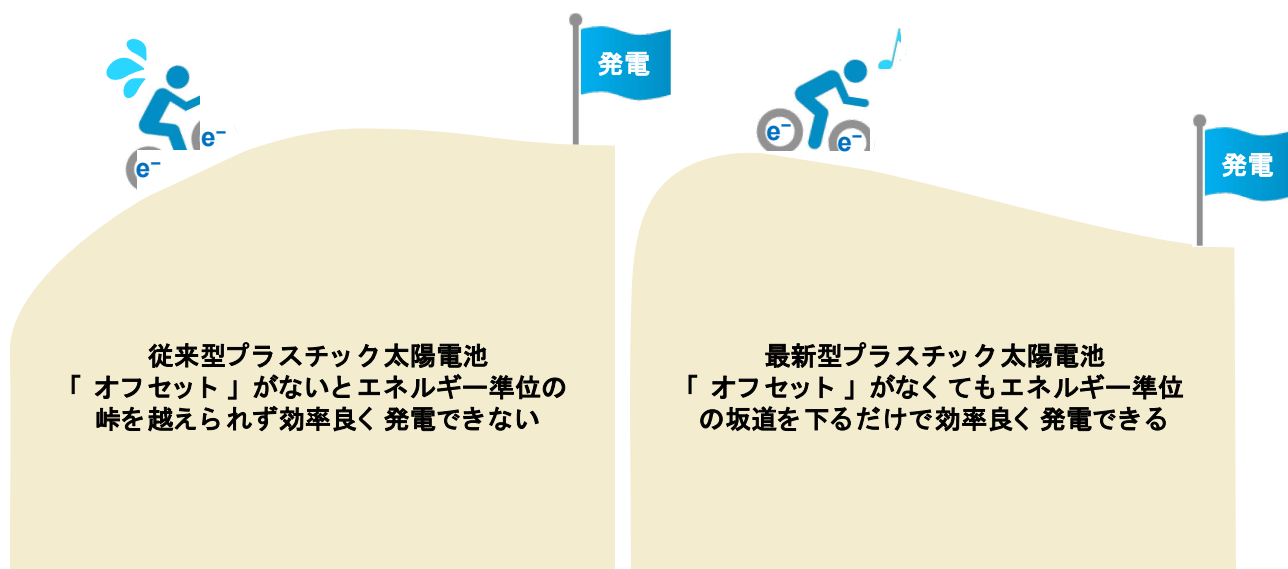 発電
e⁻
e⁻
従来型プラスチック太陽電池
「オフセット」がないとエネルギー準位の
峠を越えられず効率良く発電できない
e⁻
e⁻
発電
最新型プラスチック太陽電池
「オフセット」がなくてもエネルギー準位
の坂道を下るだけで効率良く発電できる